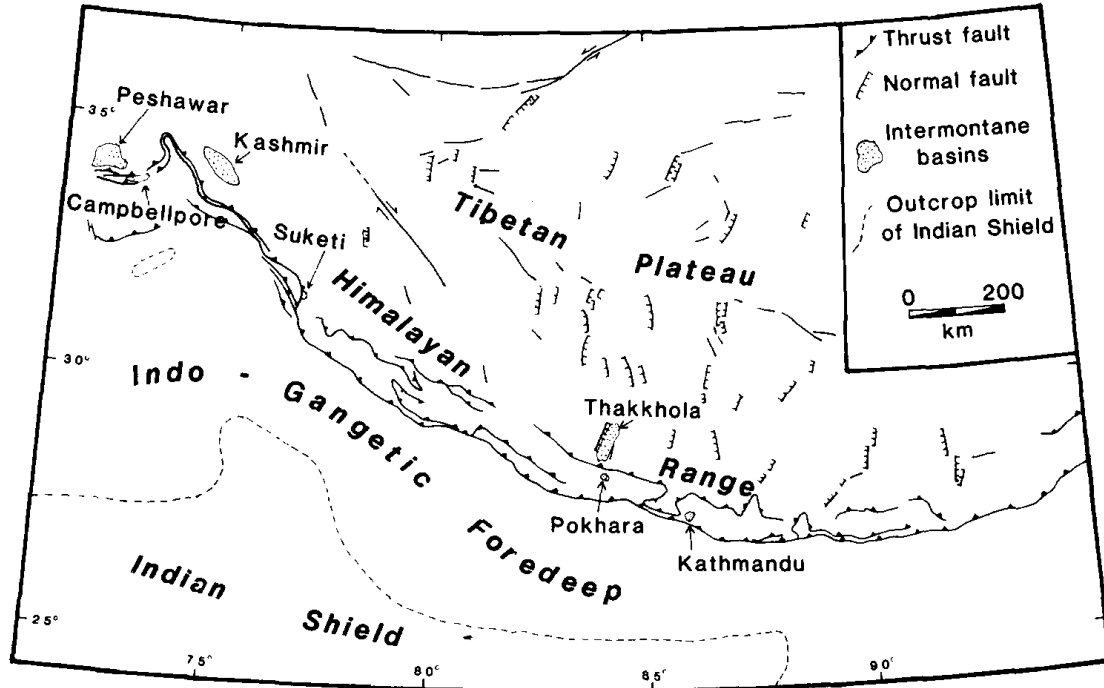 Thrust fault
Normal fault
Intermontane
basins
Outcrop limit
of Indian Shield
0 200
km
35°
Peshawar
Kashmir
Campbellpore
Suketi
Tibetan
Plateau
Himalayan
Range
30°
Indo - Gangetic
Foredeep
Thakkhola
Pokhara
Kathmandu
Indian
Shield
25°
75°
80°
85°
90°